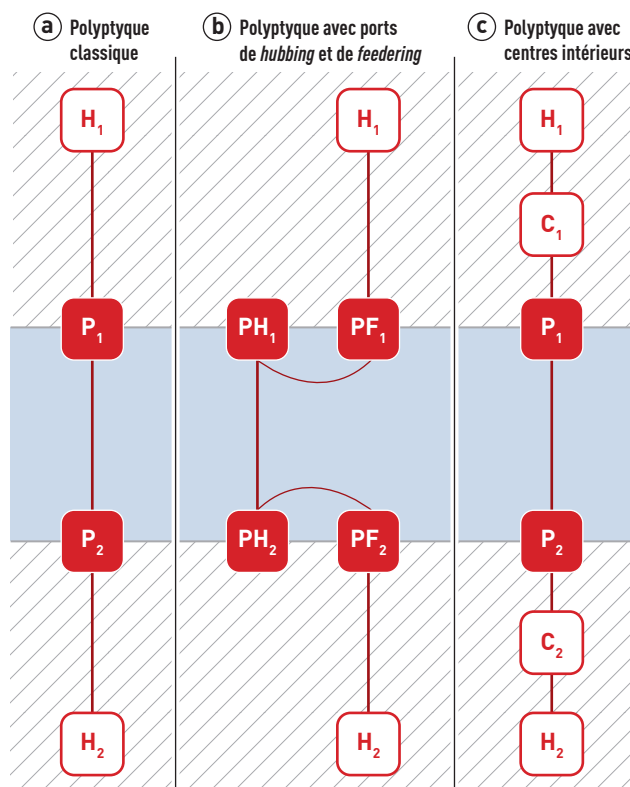 a Polyptyque
classique
H₁
P₁
P₂
H₂
b Polyptyque avec ports
de hubbing et de feedering
H₁
PH₁ PF₁
PH₂ PF₂
H₂
c Polyptyque avec
centres intérieurs
H₁
C₁
P₁
P₂
C₂
H₂